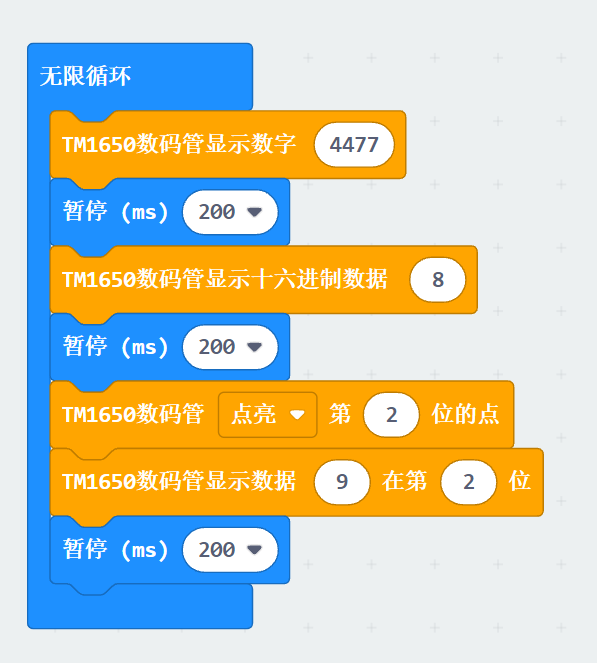 无限循环
TM1650数码管显示数字 4477
暂停 (ms) 200
TM1650数码管显示十六进制数据 8
暂停 (ms) 200
TM1650数码管 点亮 第 2 位的点
TM1650数码管显示数据 9 在第 2 位
暂停 (ms) 200